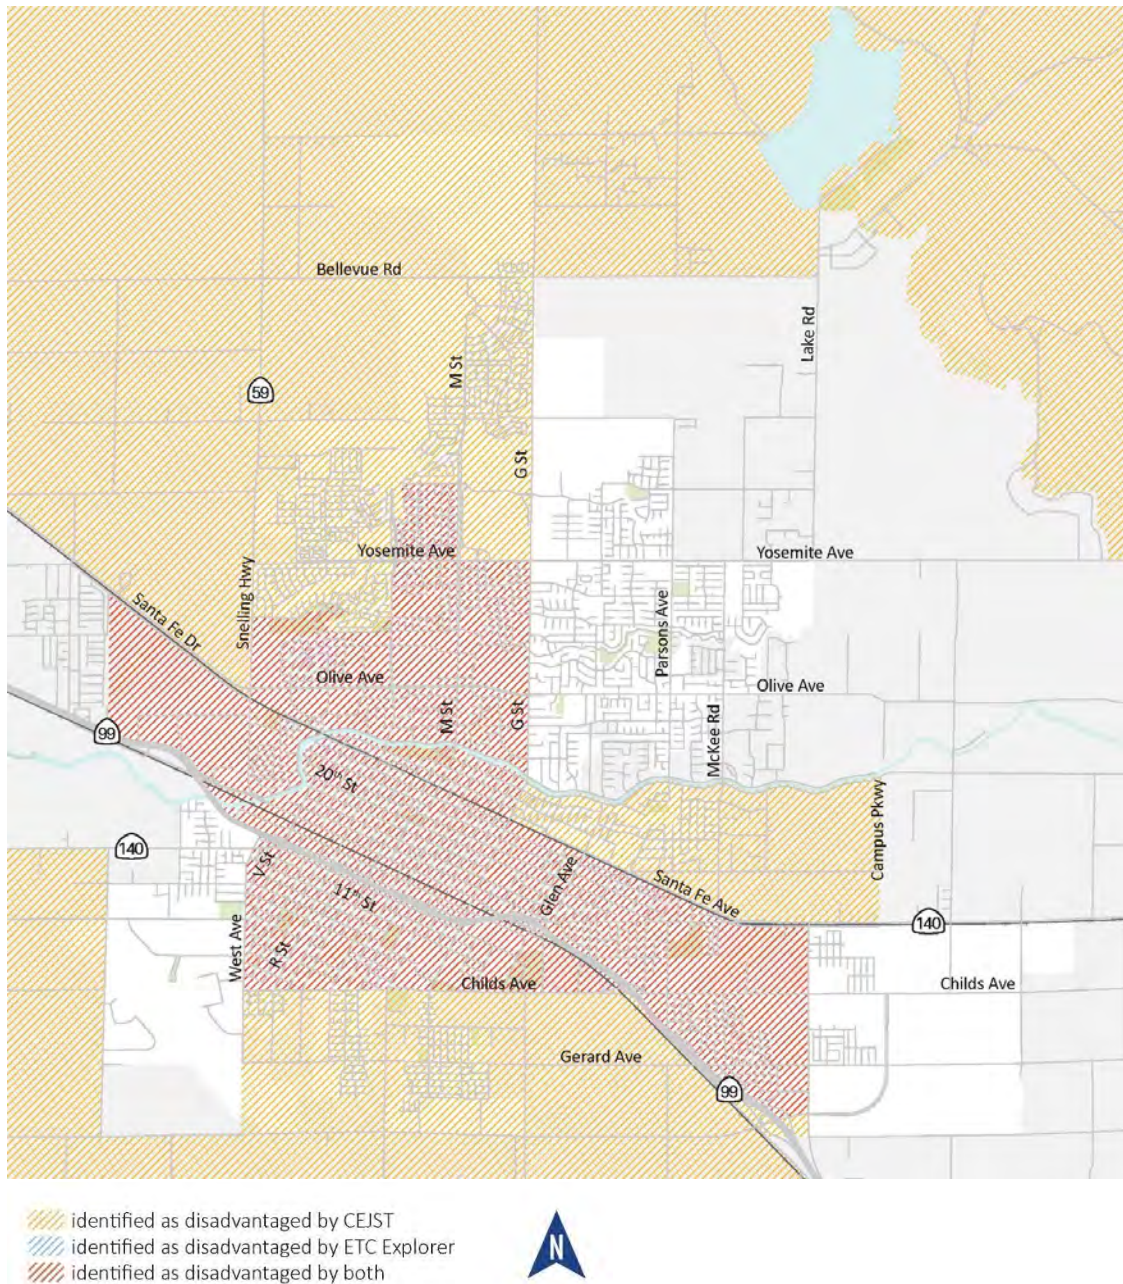 Bellevue Rd
Lake Rd
M St
59
G St
Yosemite Ave
Yosemite Ave
Snelling Hwy
Santa Fe Dr
Parsons Ave
Olive Ave
Olive Ave
M St
G St
McKee Rd
99
20th St
Campus Pkwy
140
V St
11th St
Glen Ave
Santa Fe Ave
140
West Ave
R St
Childs Ave
Childs Ave
Gerard Ave
99
identified as disadvantaged by CEJST
identified as disadvantaged by ETC Explorer
identified as disadvantaged by both
N